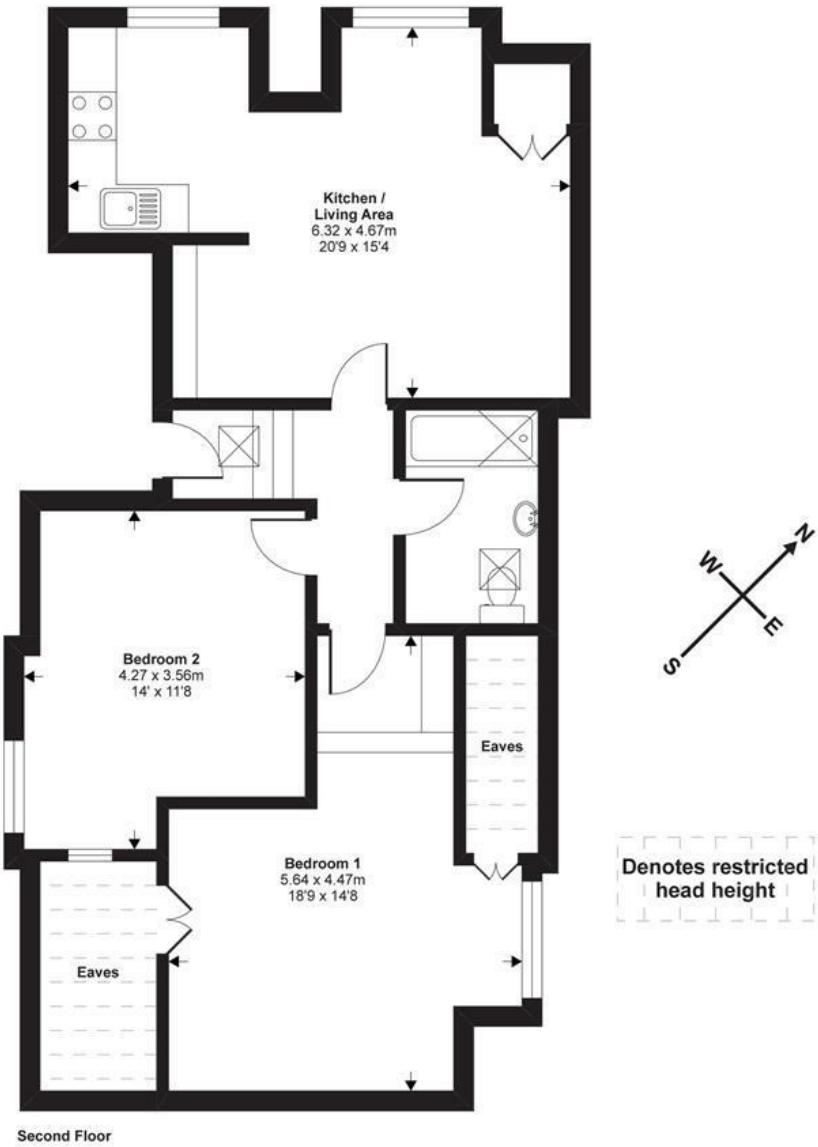 Kitchen /
Living Area
6.32 x 4.67m
20'9 x 15'4
Bedroom 2
4.27 x 3.56m
14' x 11'8
Eaves
Bedroom 1
5.64 x 4.47m
18'9 x 14'8
Eaves
N
W
E
S
Denotes restricted
head height
Second Floor